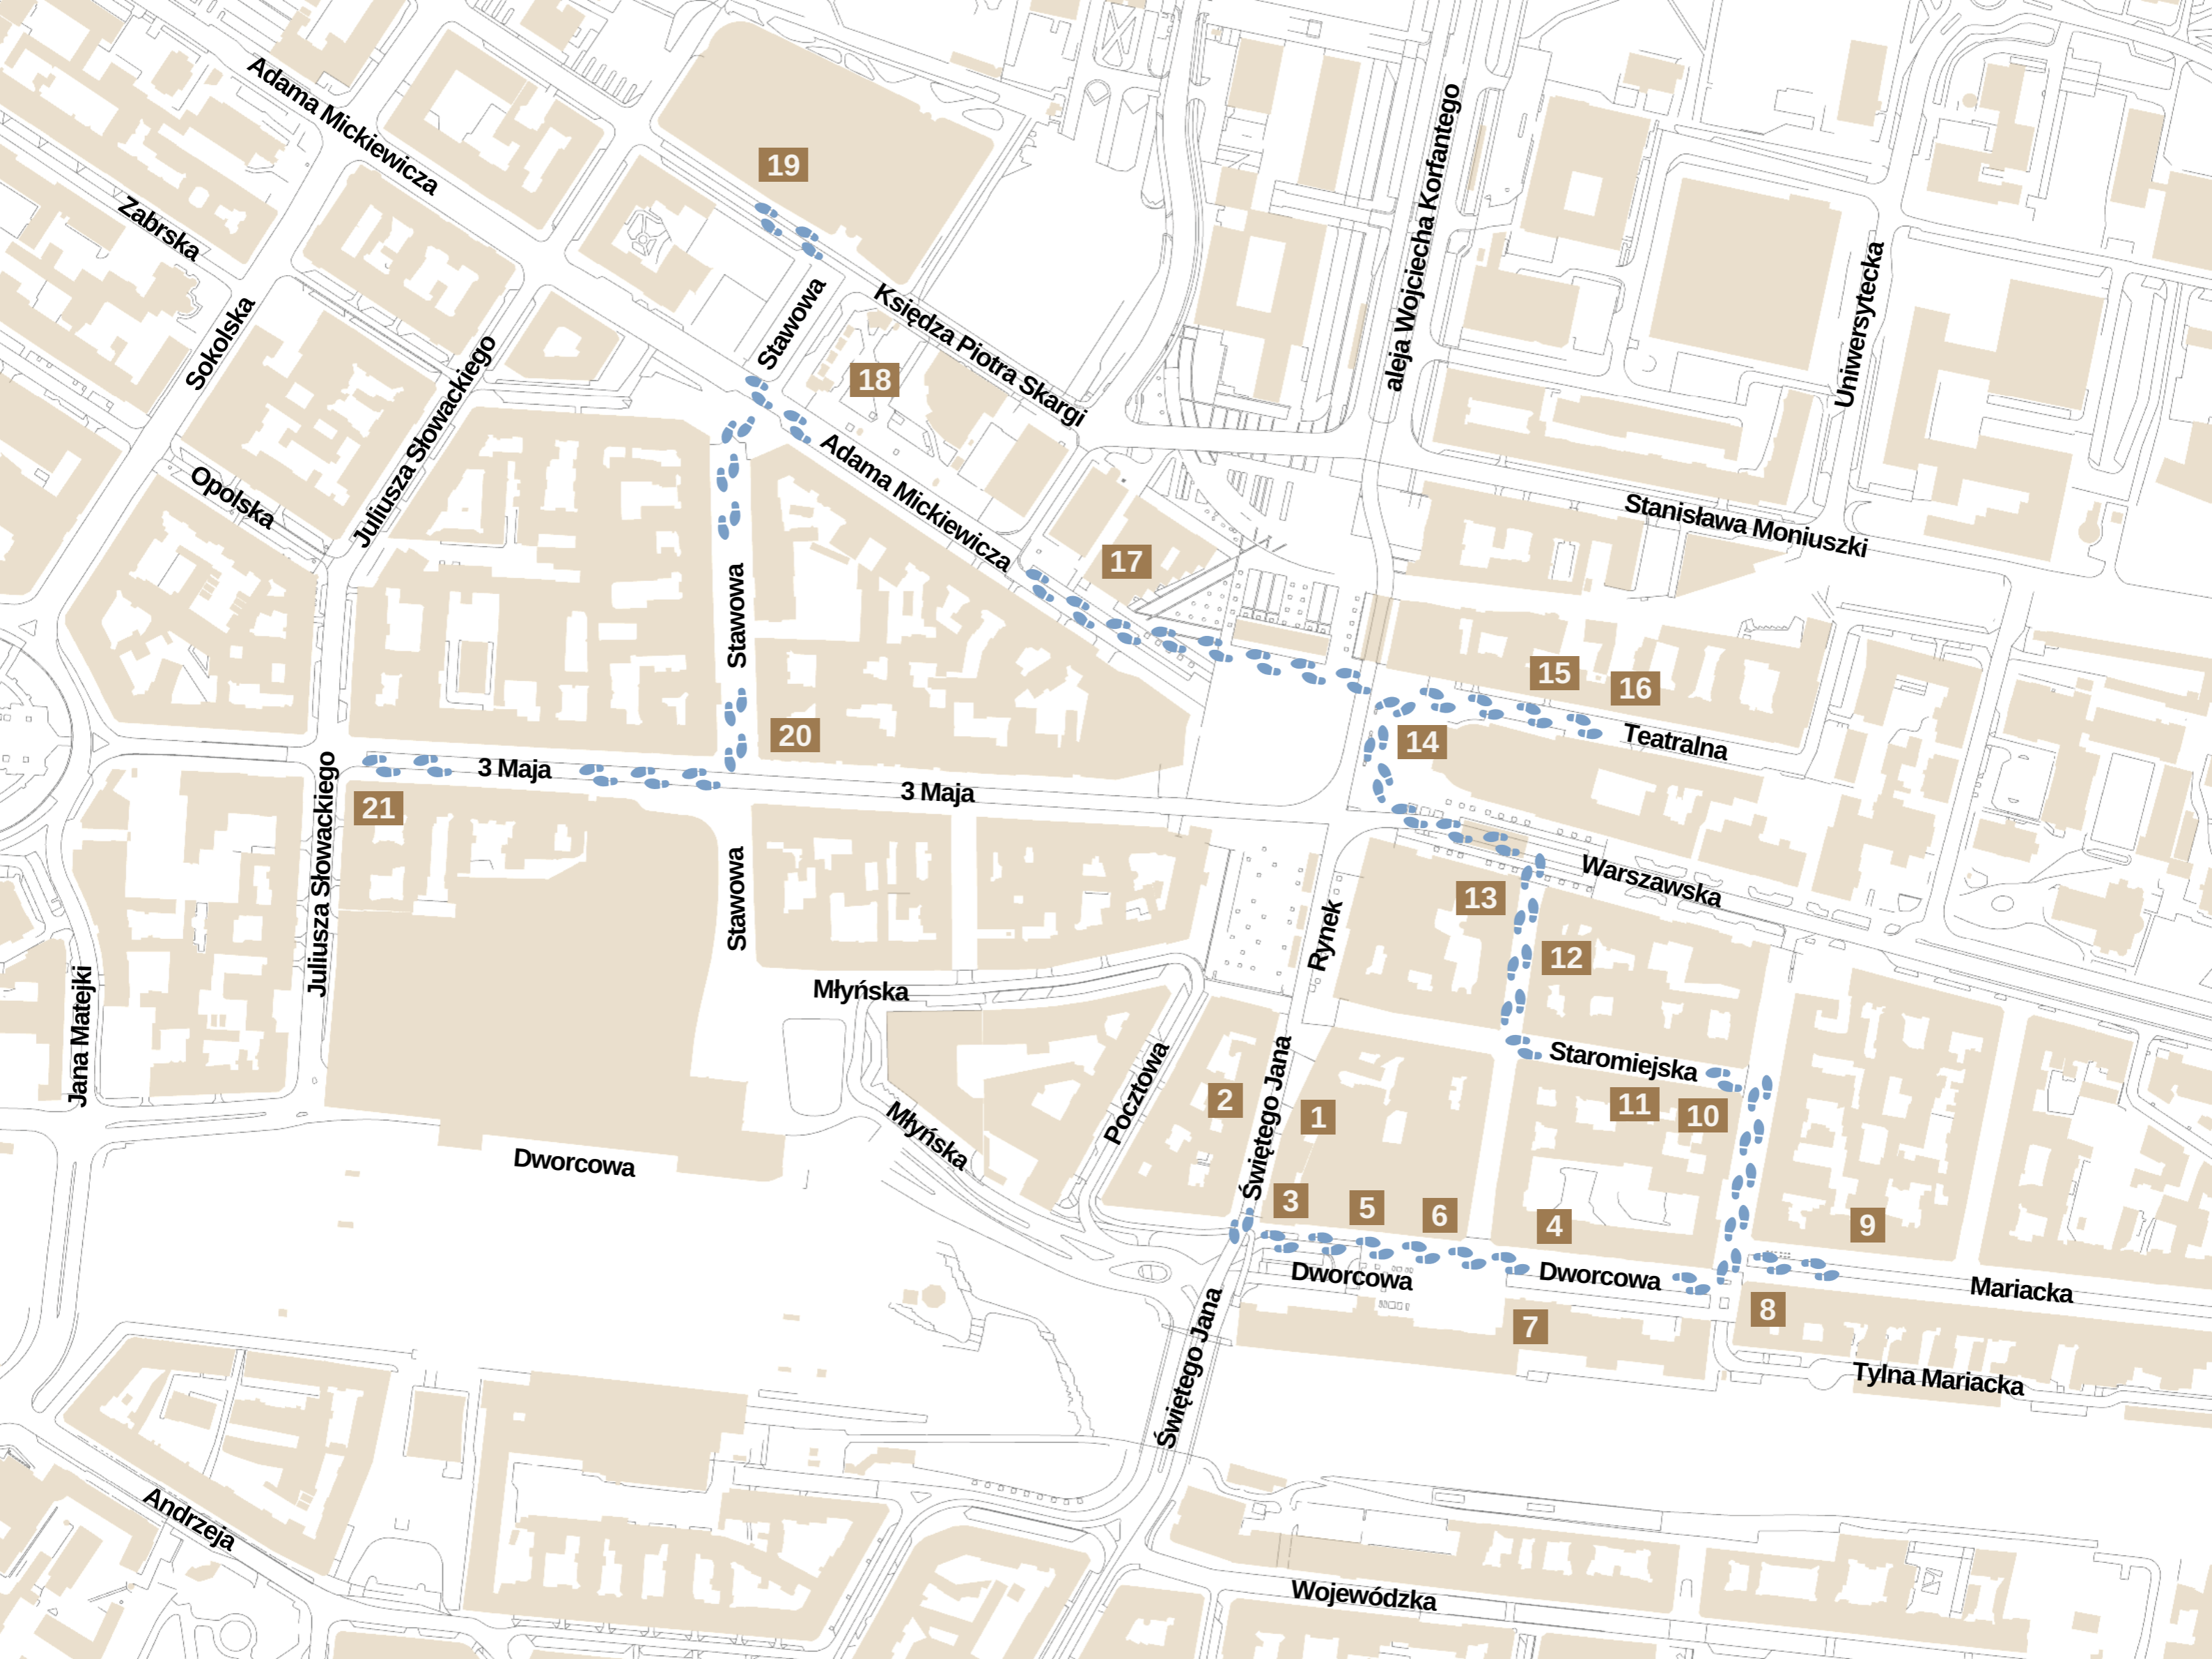 Adama Mickiewicza
aleja Wojciecha Korfantego
19
Zabrska
Uniwersytecka
Stawowa
Księdza Piotra Skargi
Sokolska
Juliusza Słowackiego
18
Adama Mickiewicza
Opolska
Stanisława Moniuszki
17
Stawowa
15
16
20
14
Teatralna
3 Maja
3 Maja
21
Juliusza Słowackiego
Stawowa
Warszawska
13
Rynek
12
Młyńska
Jana Matejki
Świętego Jana
Pocztowa
Staromiejska
2
1
11
10
Młyńska
Dworcowa
3
5
6
4
9
Dworcowa
Dworcowa
Mariacka
8
7
Świętego Jana
Tylna Mariacka
Andrzeja
Wojewódzka